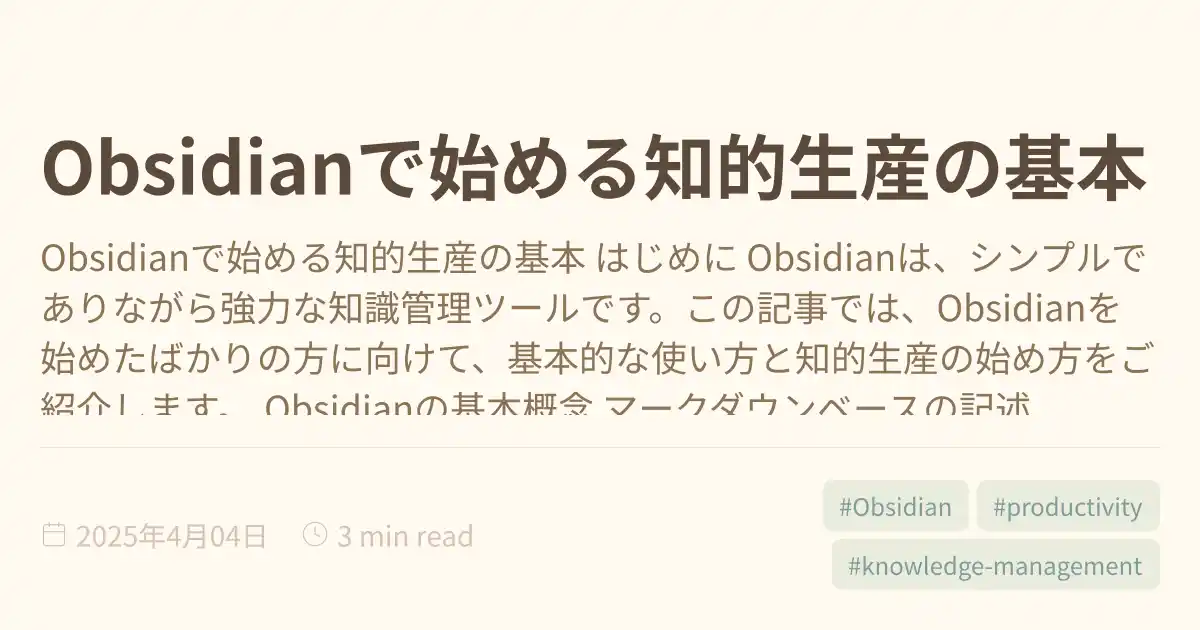 Obsidianで始める知的生産の基本
Obsidianで始める知的生産の基本 はじめに Obsidianは、シンプルで
ありながら強力な知識管理ツールです。この記事では、Obsidianを
始めたばかりの方に向けて、基本的な使い方と知的生産の始め方をご
紹介します。 Obsidianの基本概念 マークダウンベースの記述
2025年4月04日 3 min read
#Obsidian #productivity
#knowledge-management